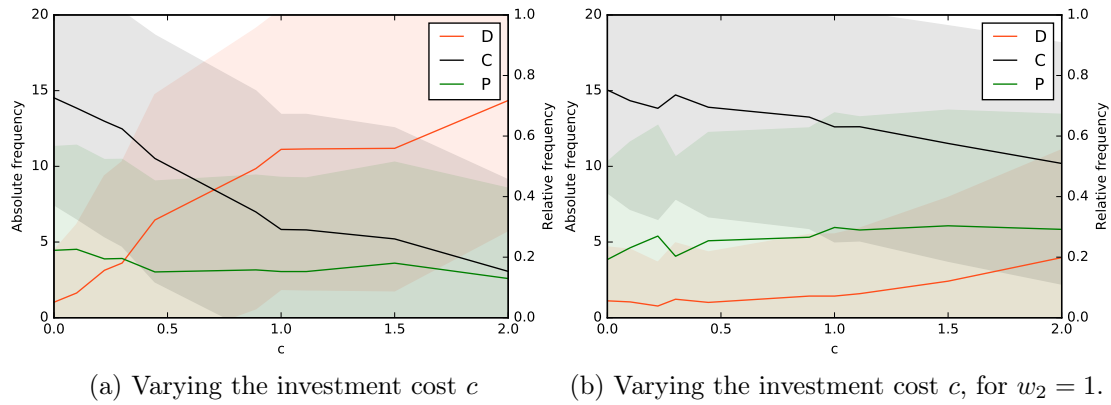 20
15
10
5
0
Absolute frequency
0.0 0.5 1.0 1.5 2.0
c
1.0
0.8
0.6
0.4
0.2
0.0
Relative frequency
D
C
P
(a) Varying the investment cost c
20
15
10
5
0
Absolute frequency
0.0 0.5 1.0 1.5 2.0
c
1.0
0.8
0.6
0.4
0.2
0.0
Relative frequency
D
C
P
(b) Varying the investment cost c, for w₂ = 1.